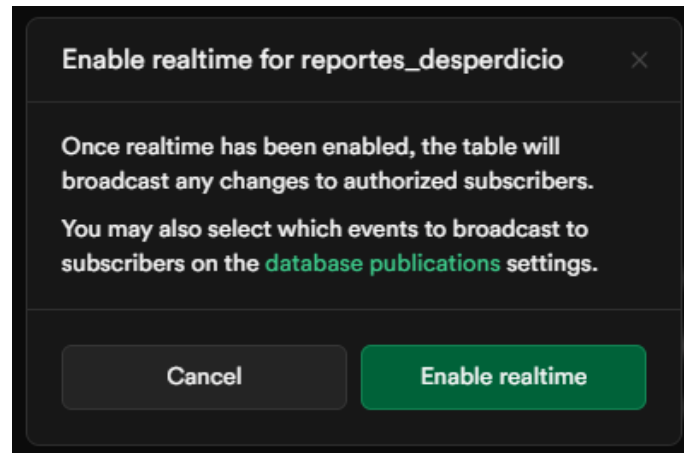 Enable realtime for reportes_desperdicio
Once realtime has been enabled, the table will
broadcast any changes to authorized subscribers.
You may also select which events to broadcast to
subscribers on the database publications settings.
Cancel
Enable realtime